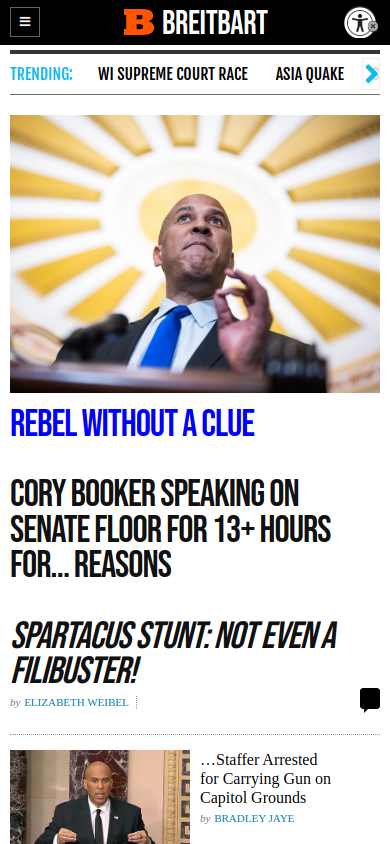 BREITBART
TRENDING:
WI SUPREME COURT RACE
ASIA QUAKE
REBEL WITHOUT A CLUE
CORY BOOKER SPEAKING ON
SENATE FLOOR FOR 13+ HOURS
FOR... REASONS
SPARTACUS STUNT: NOT EVEN A
FILIBUSTER!
by ELIZABETH WEIBEL
…Staffer Arrested
for Carrying Gun on
Capitol Grounds
by BRADLEY JAYE